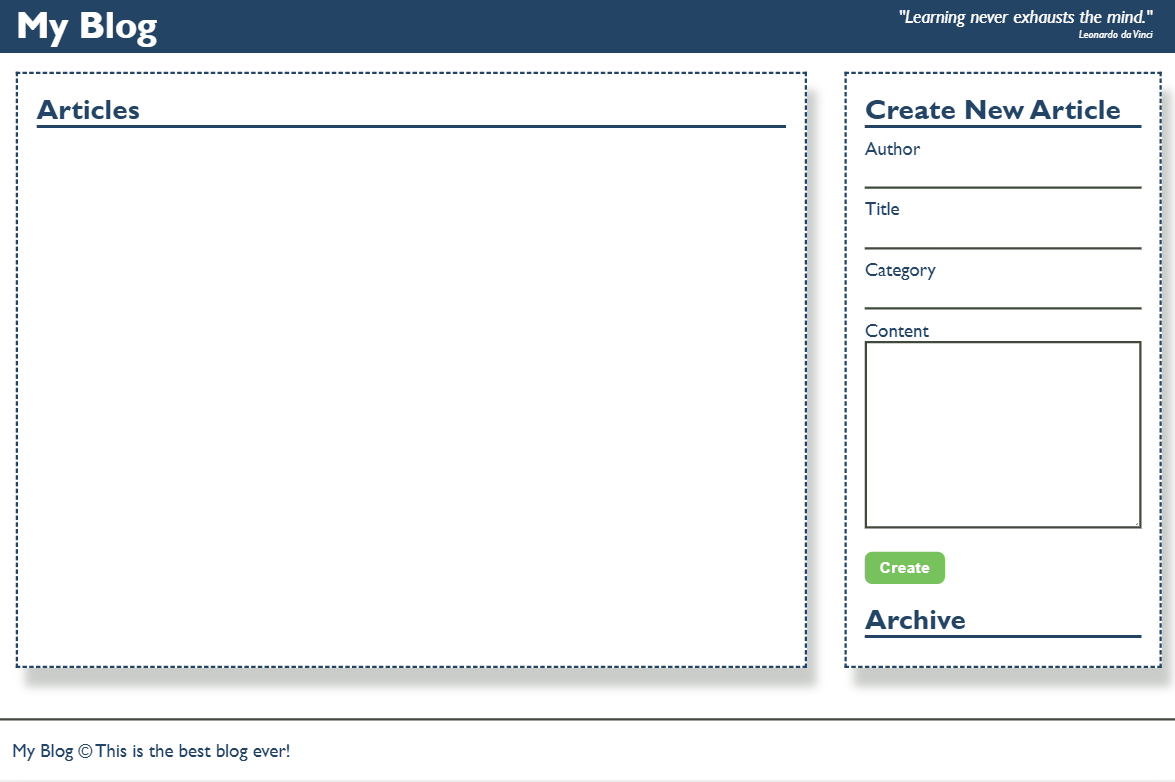 My Blog
"Learning never exhausts the mind."
Leonardo da Vinci
Articles
Create New Article
Author
Title
Category
Content
Create
Archive
My Blog © This is the best blog ever!